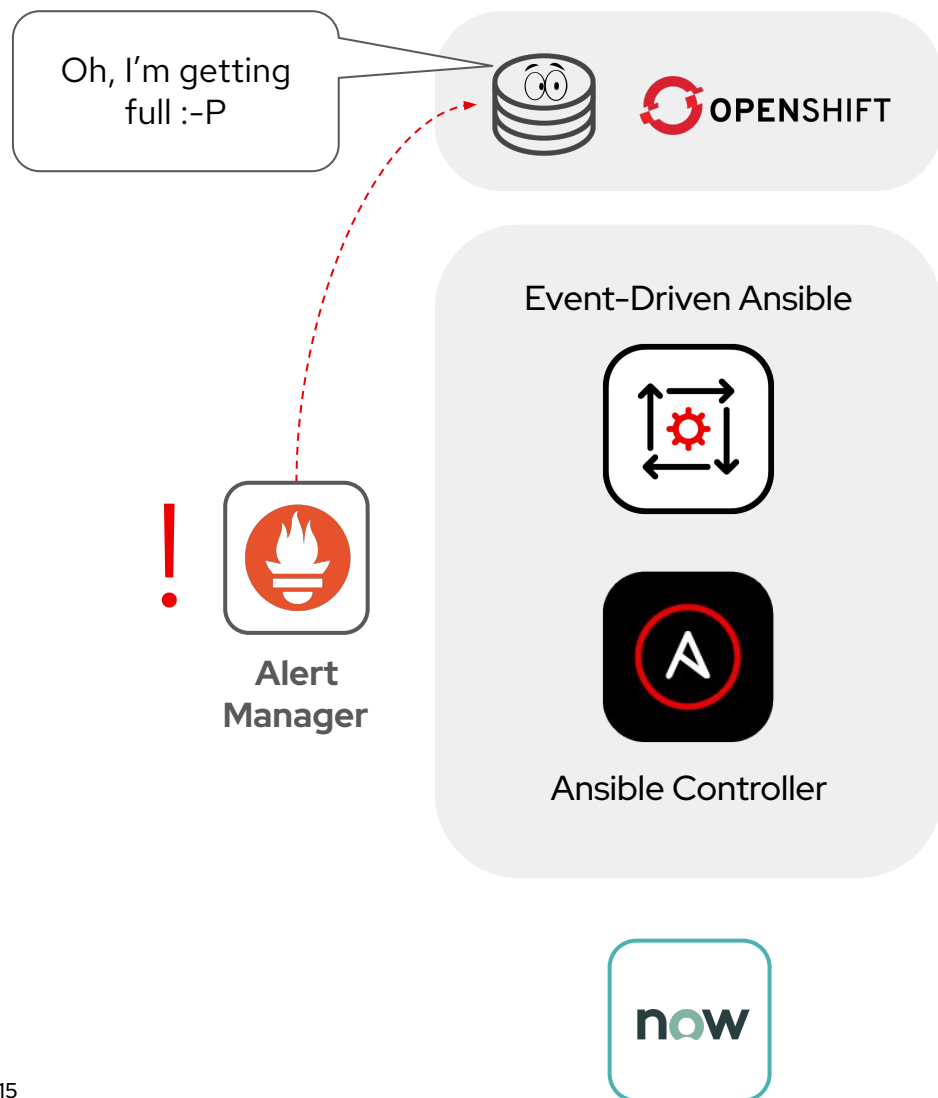 Oh, I’m getting
full :-P
OPENSHIFT
Event-Driven Ansible
!
Alert
Manager
Ansible Controller
now
15